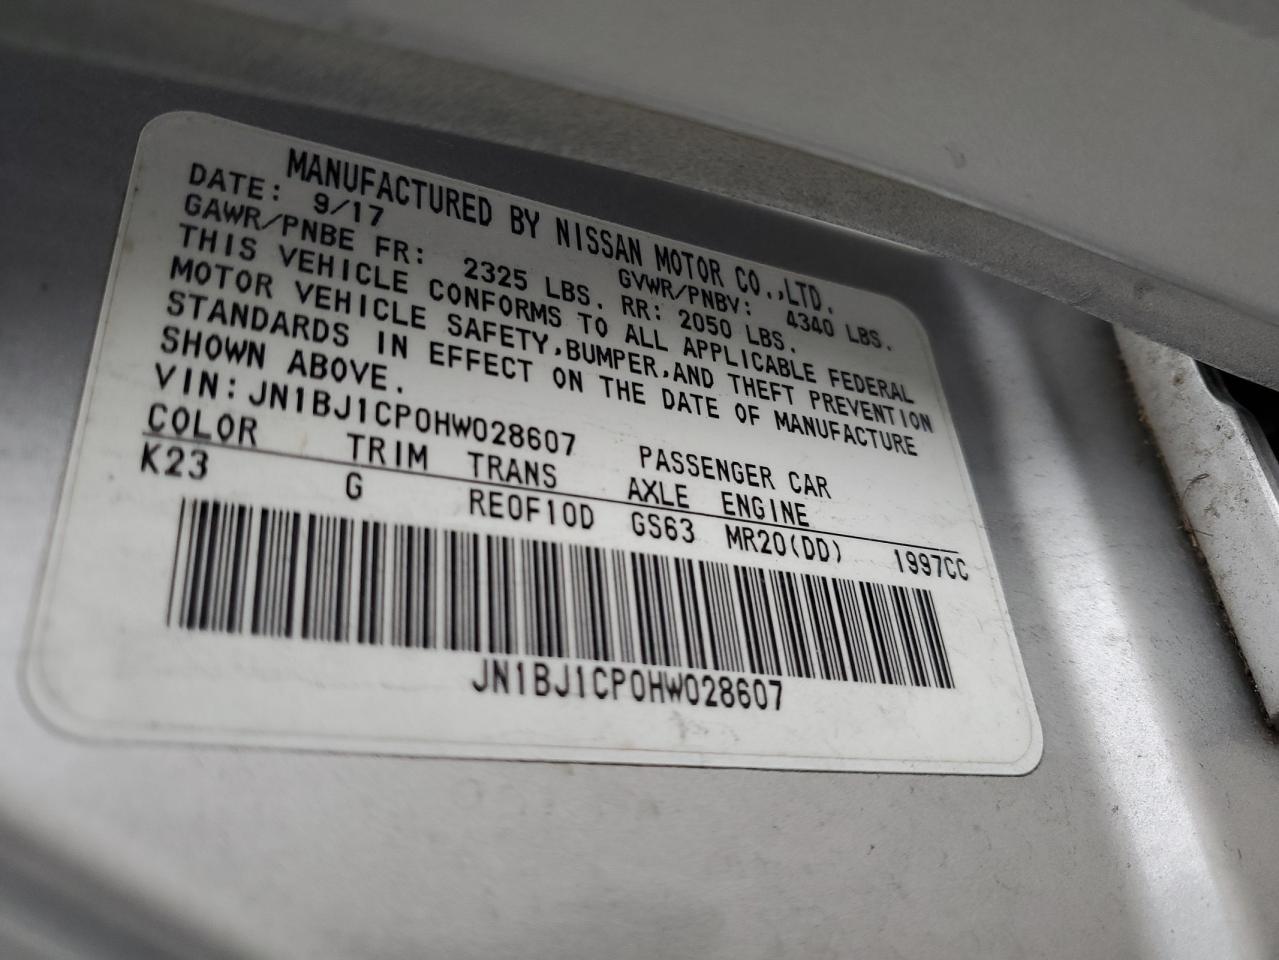 MANUFACTURED BY NISSAN MOTOR CO.,LTD.
DATE: 9/17 GVWR/PNBV: 4340 LBS.
GAWR/PNBE FR: 2325 LBS. RR: 2050 LBS.
THIS VEHICLE CONFORMS TO ALL APPLICABLE FEDERAL
MOTOR VEHICLE SAFETY,BUMPER,AND THEFT PREVENTION
STANDARDS IN EFFECT ON THE DATE OF MANUFACTURE
SHOWN ABOVE.
VIN:JN1BJ1CP0HW028607 PASSENGER CAR
COLOR TRIM TRANS AXLE ENGINE
K23 G RE0F10D GS63 MR20(DD) 1997CC
JN1BJ1CP0HW028607